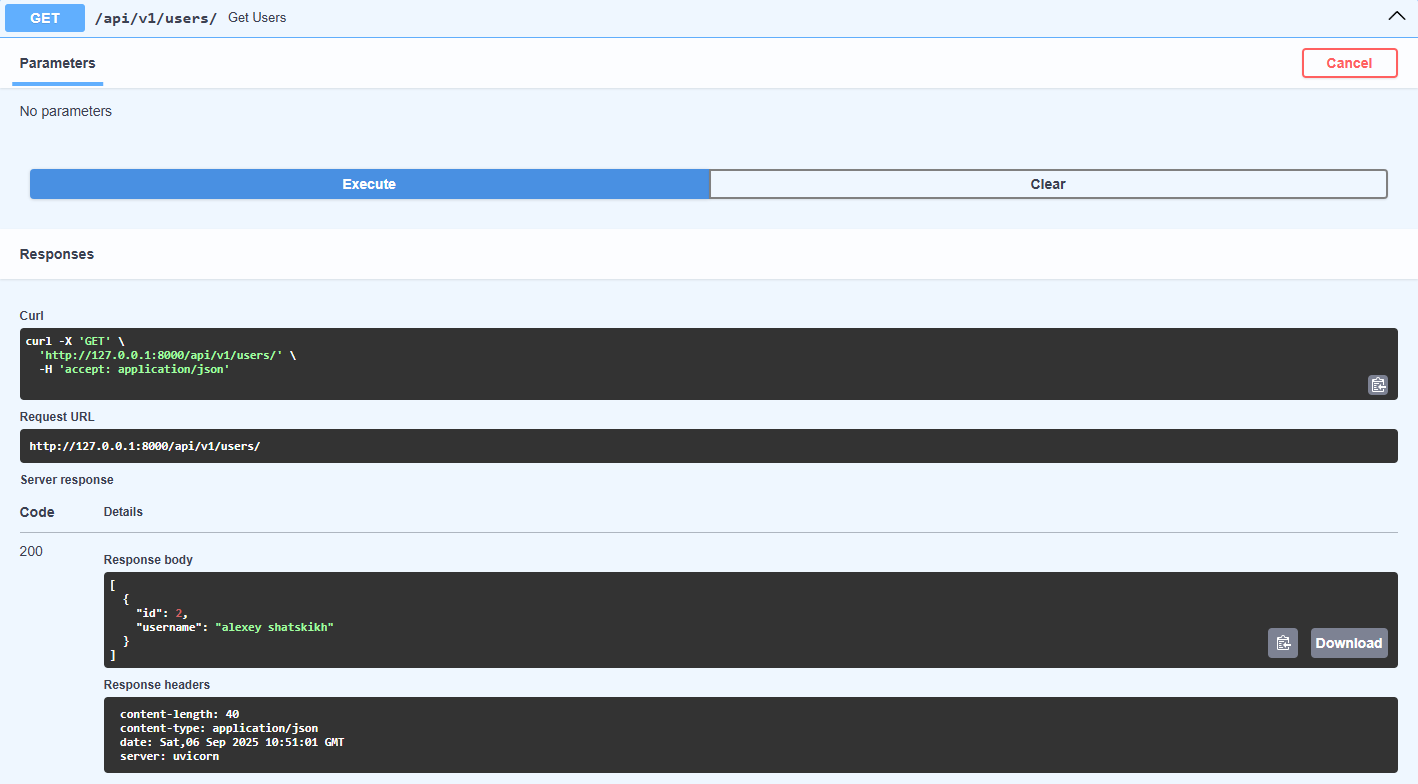 GET /api/v1/users/ Get Users
Parameters Cancel
No parameters
Execute Clear
Responses
Curl
curl -X 'GET' \
  'http://127.0.0.1:8000/api/v1/users/' \
  -H 'accept: application/json'
Request URL
http://127.0.0.1:8000/api/v1/users/
Server response
Code Details
200
Response body
[
  {
    "id": 2,
    "username": "alexey shatskikh"
  }
]
Download
Response headers
content-length: 40
content-type: application/json
date: Sat,06 Sep 2025 10:51:01 GMT
server: uvicorn